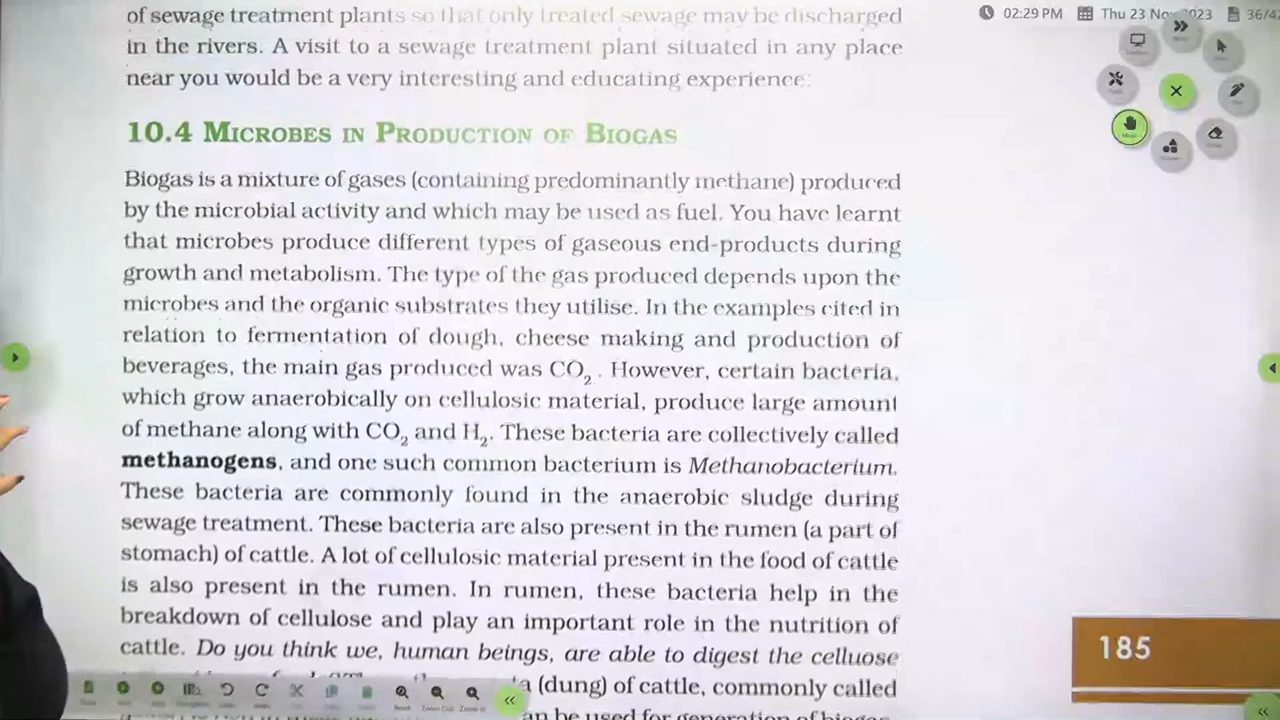 of sewage treatment plants so that only treated sewage may be discharged
in the rivers. A visit to a sewage treatment plant situated in any place
near you would be a very interesting and educating experience.
02:29 PM Thu 23 Nov 2023 36/4
10.4 MICROBES IN PRODUCTION OF BIOGAS
Biogas is a mixture of gases (containing predominantly methane) produced
by the microbial activity and which may be used as fuel. You have learnt
that microbes produce different types of gaseous end-products during
growth and metabolism. The type of the gas produced depends upon the
microbes and the organic substrates they utilise. In the examples cited in
relation to fermentation of dough, cheese making and production of
beverages, the main gas produced was CO₂ . However, certain bacteria,
which grow anaerobically on cellulosic material, produce large amount
of methane along with CO₂ and H₂. These bacteria are collectively called
methanogens, and one such common bacterium is Methanobacterium.
These bacteria are commonly found in the anaerobic sludge during
sewage treatment. These bacteria are also present in the rumen (a part of
stomach) of cattle. A lot of cellulosic material present in the food of cattle
is also present in the rumen. In rumen, these bacteria help in the
breakdown of cellulose and play an important role in the nutrition of
cattle. Do you think we, human beings, are able to digest the celluose
(dung) of cattle, commonly called
be used for generation of biogas
185